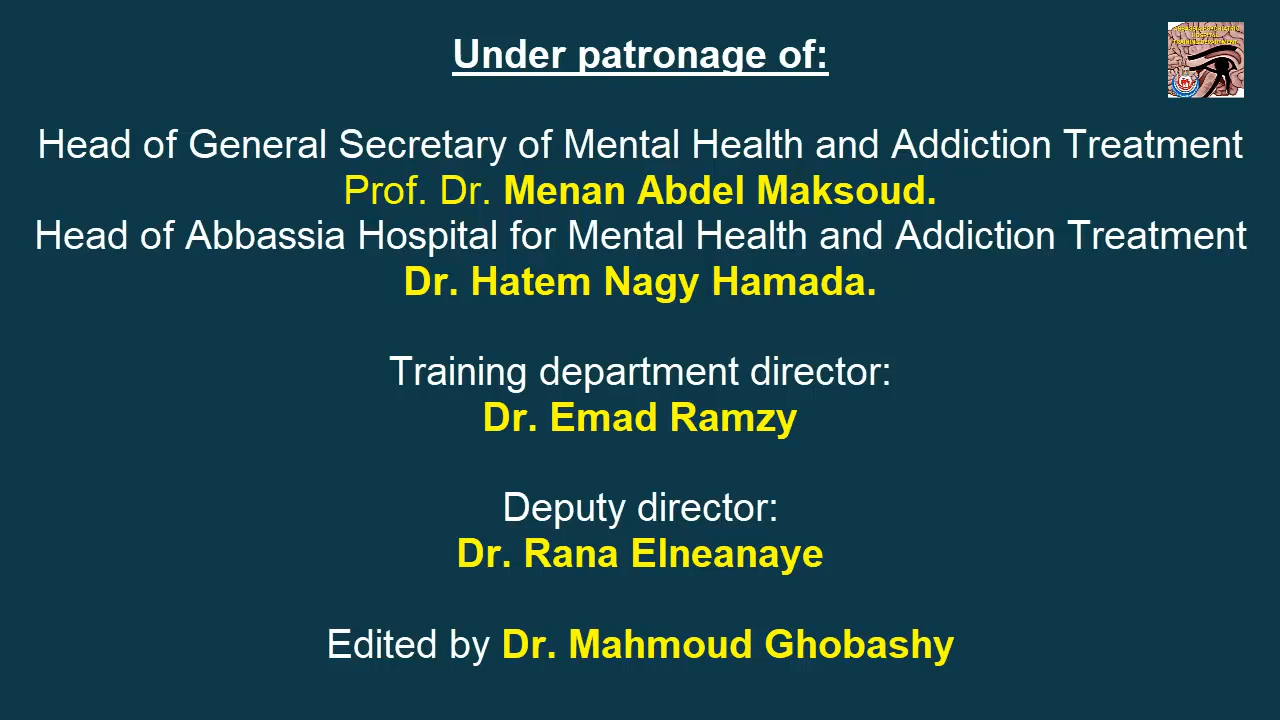 Under patronage of:
Head of General Secretary of Mental Health and Addiction Treatment
Prof. Dr. Menan Abdel Maksoud.
Head of Abbassia Hospital for Mental Health and Addiction Treatment
Dr. Hatem Nagy Hamada.
Training department director:
Dr. Emad Ramzy
Deputy director:
Dr. Rana Elneanaye
Edited by Dr. Mahmoud Ghobashy